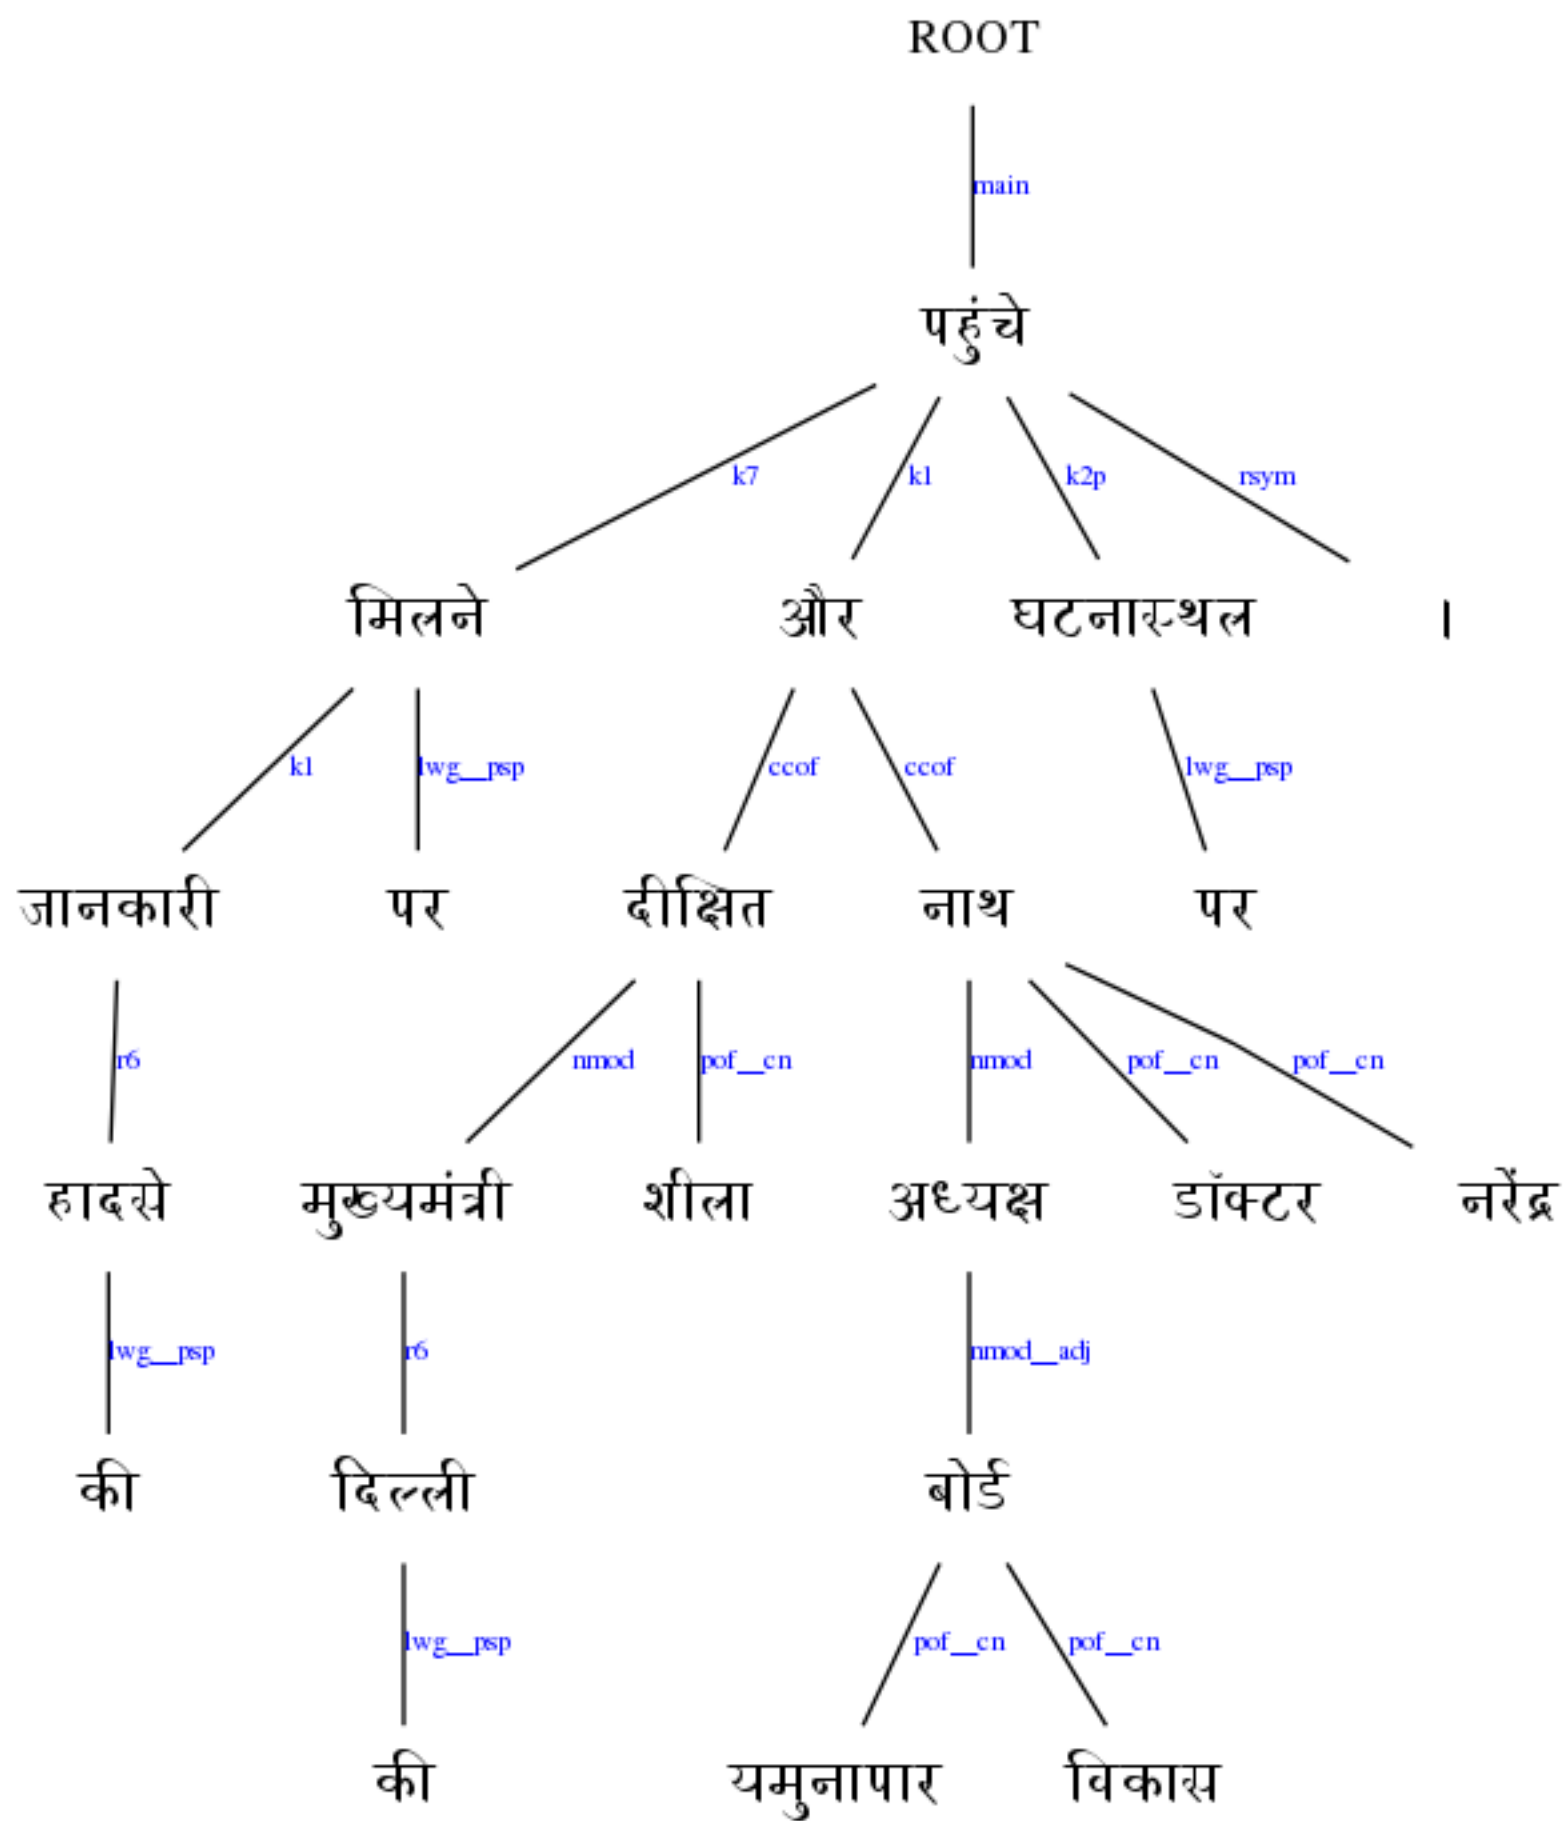 ROOT
main
पहुंचे
k7 k1 k2p rsym
मिलने और घटनास्थल ।
k1 lwg__psp ccof ccof lwg__psp
जानकारी पर दीक्षित नाथ पर
r6 nmod pof__cn nmod pof__cn pof__cn
हादसे मुख्यमंत्री शीला अध्यक्ष डॉक्टर नरेंद्र
lwg__psp r6 nmod__adj
की दिल्ली बोर्ड
lwg__psp pof__cn pof__cn
की यमुनापार विकास